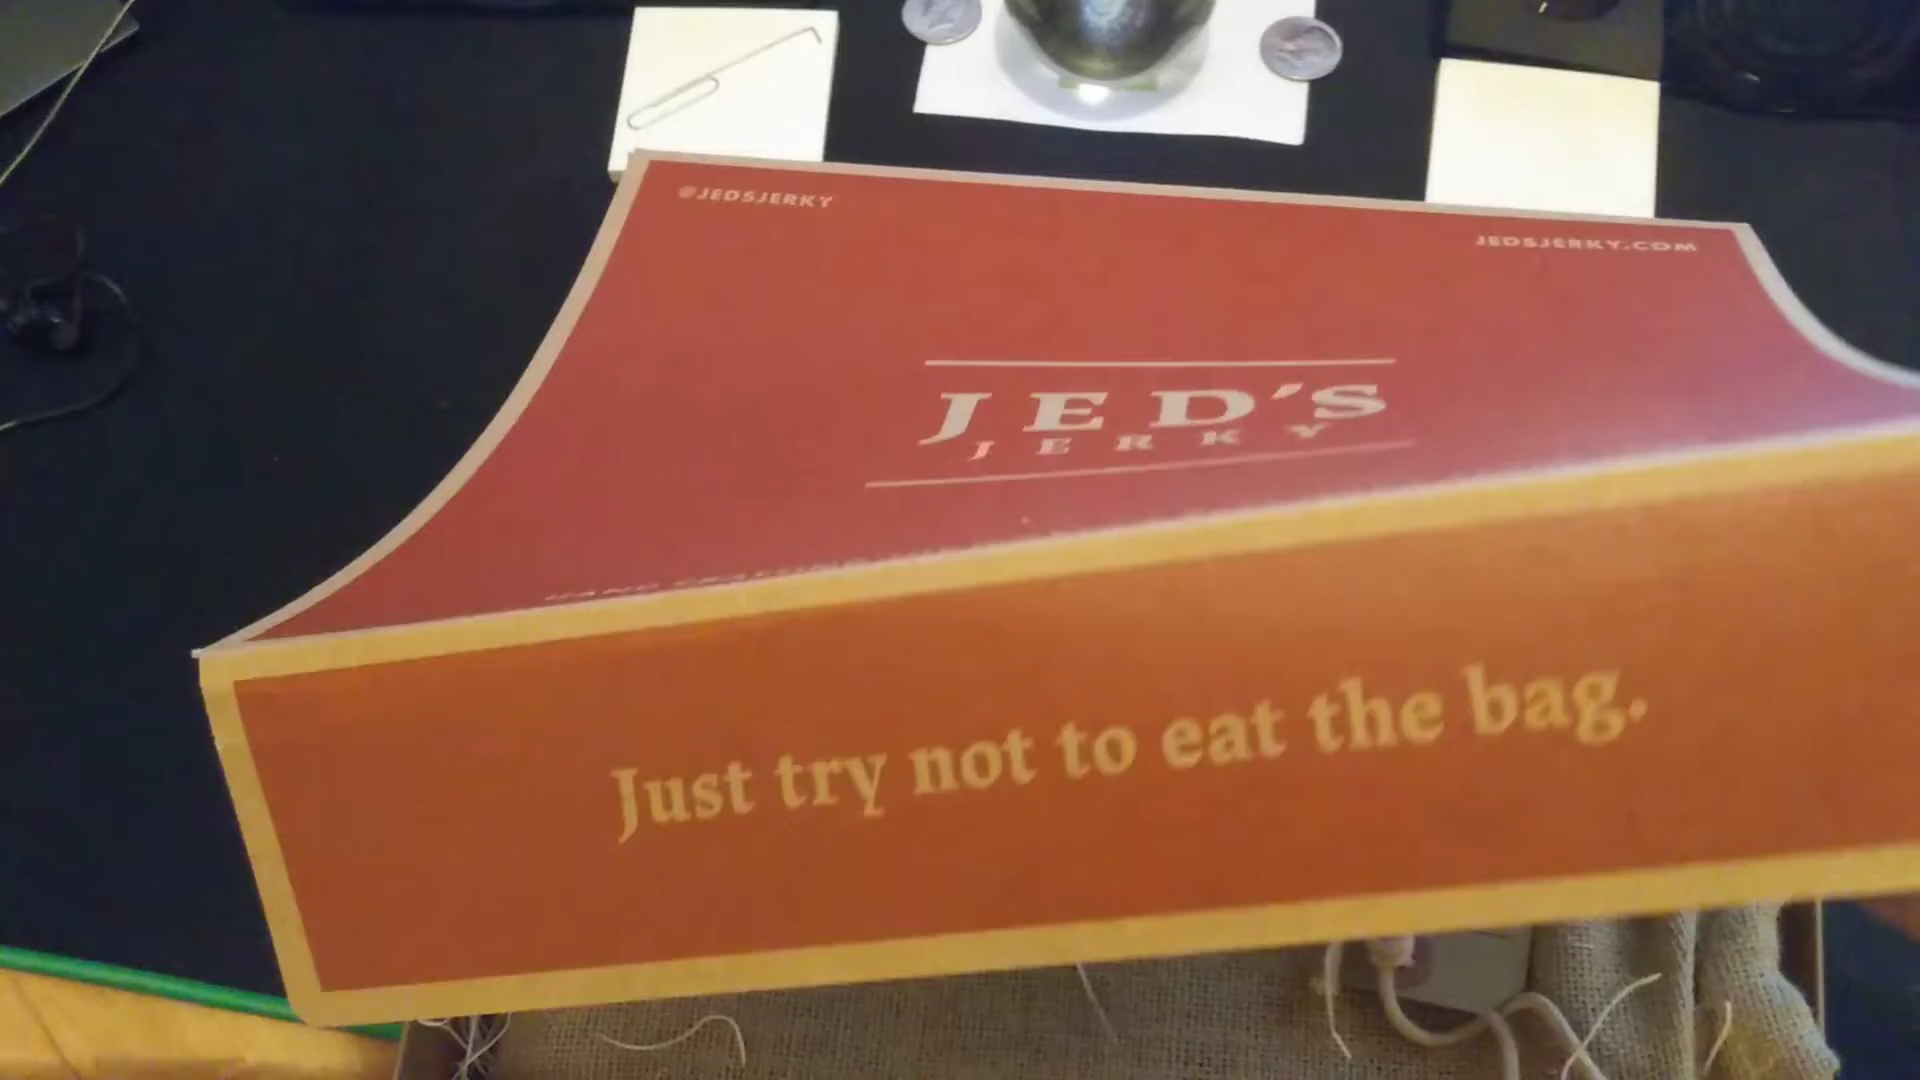 @JEDSJERKY
JEDSJERKY.COM
JED'S
JERKY
Just try not to eat the bag.